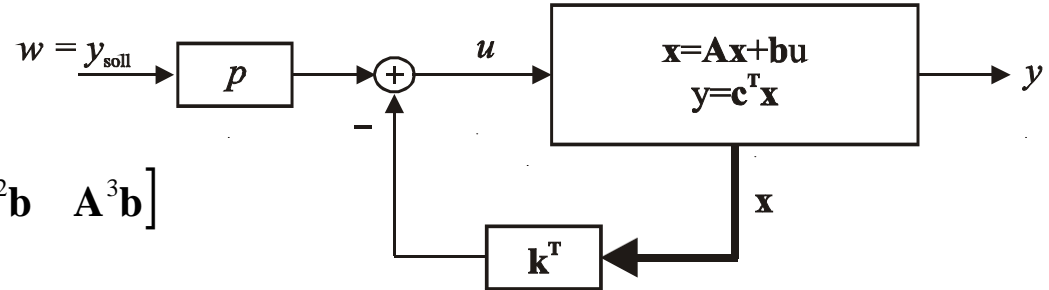 w = y_soll
p
+
u
x=Ax+bu
y=c^T x
y
−
²b A³b]
x
k^T